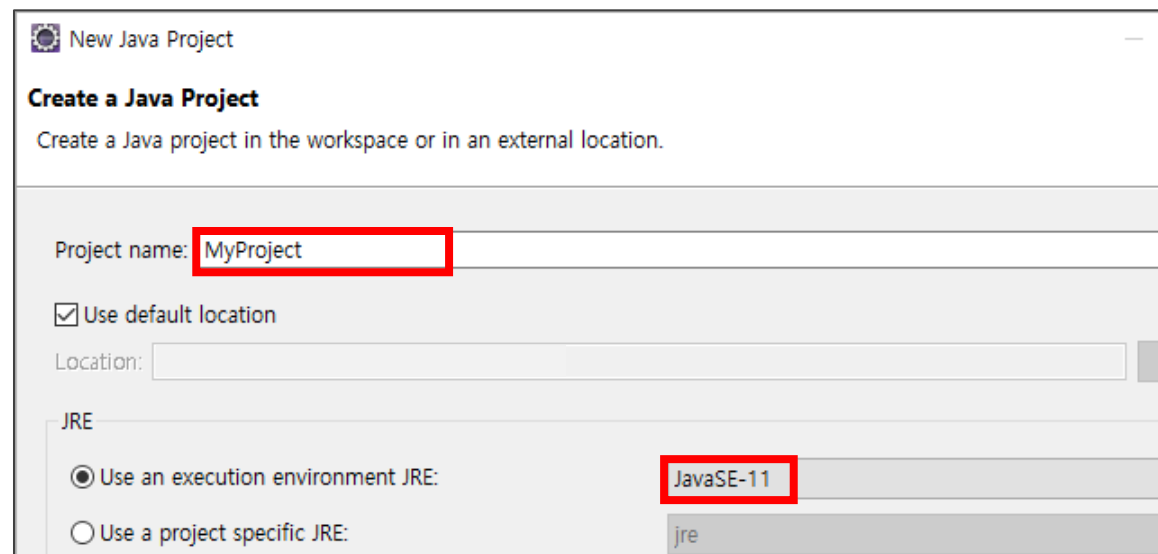 New Java Project
Create a Java Project
Create a Java project in the workspace or in an external location.
Project name: MyProject
Use default location
Location:
JRE
Use an execution environment JRE: JavaSE-11
Use a project specific JRE: jre